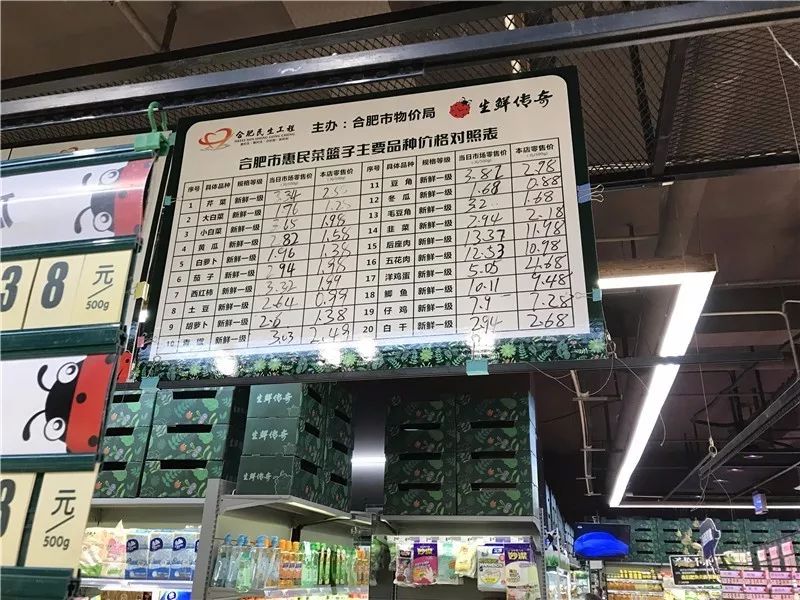 合肥民生工程
主办：合肥市物价局
生鲜传奇
合肥市惠民菜篮子主要品种价格对照表
序号 具体品种 规格等级 当日市场零售价 本店零售价
1 芹菜 新鲜一级
2 大白菜 新鲜一级 1.76
3 小白菜 新鲜一级 1.98
4 黄瓜 新鲜一级 2.82 1.68
5 白萝卜 新鲜一级 1.96 1.38
6 茄子 新鲜一级 2.94 1.98
7 西红柿 新鲜一级 3.32
8 土豆 新鲜一级 2.64 0.99
9 胡萝卜 新鲜一级 2.6 1.38
10 新鲜一级 3.03 2.49
序号 具体品种 规格等级 当日市场零售价 本店零售价
11 豆角 新鲜一级 3.87 2.98
12 冬瓜 新鲜一级 1.68 0.88
13 毛豆角 新鲜一级 3.2 1.68
14 韭菜 新鲜一级 2.94 2.18
15 后座肉 新鲜一级 13.37 11.98
16 五花肉 新鲜一级 12.53 10.98
17 洋鸡蛋 新鲜一级 5.05
18 鲫鱼 新鲜一级 10.11 9.48
19 仔鸡 新鲜一级 7.9 7.28
20 白干 新鲜一级 2.94 2.68
3 8 元
500g
元/
500g
生鲜传奇
生鲜传奇
生鲜传奇